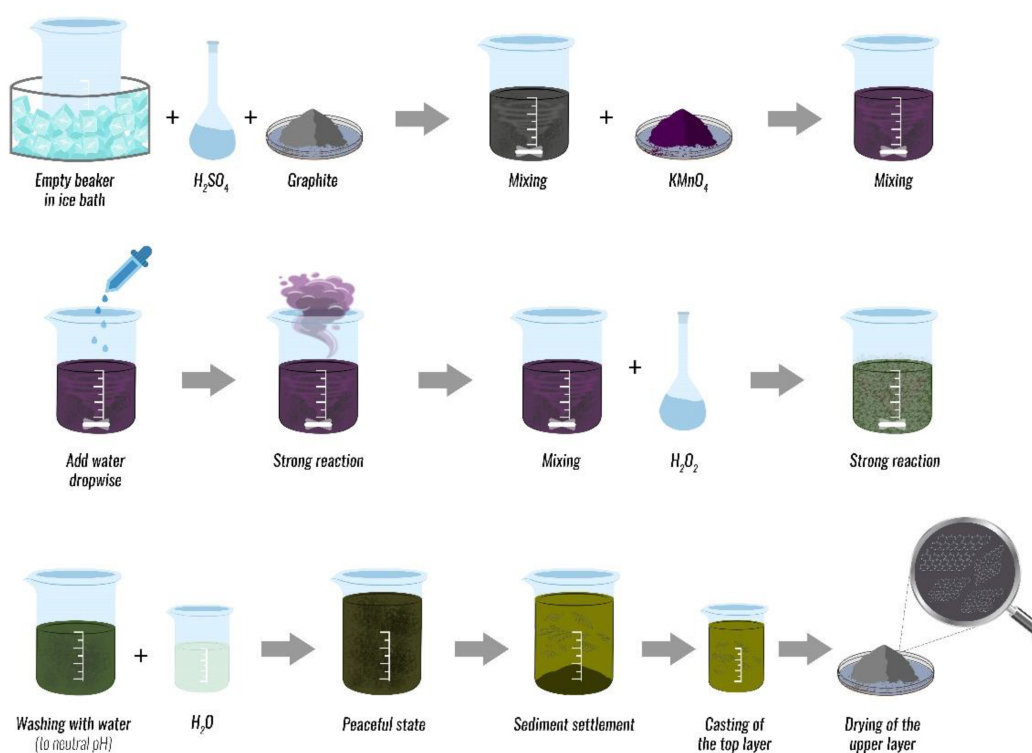 +
+
+
Empty beaker
in ice bath
H₂SO₄
Graphite
Mixing
KMnO₄
Mixing
+
Add water
dropwise
Strong reaction
Mixing
H₂O₂
Strong reaction
+
Washing with water
(to neutral pH)
H₂O
Peaceful state
Sediment settlement
Casting of
the top layer
Drying of the
upper layer